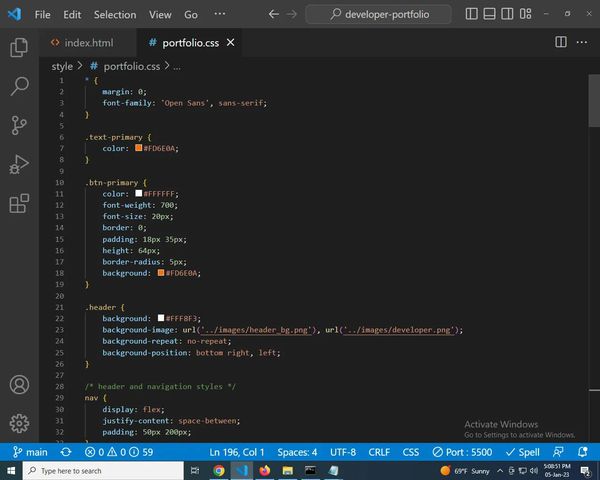 File Edit Selection View Go ··· developer-portfolio
<> index.html # portfolio.css ×
style > # portfolio.css > ...
1 * {
2 margin: 0;
3 font-family: 'Open Sans', sans-serif;
4 }
5
6 .text-primary {
7 color: #FD6E0A;
8 }
9
10 .btn-primary {
11 color: #FFFFFF;
12 font-weight: 700;
13 font-size: 20px;
14 border: 0;
15 padding: 18px 35px;
16 height: 64px;
17 border-radius: 5px;
18 background: #FD6E0A;
19 }
20
21 .header {
22 background: #FFF8F3;
23 background-image: url('../images/header_bg.png'), url('../images/developer.png');
24 background-repeat: no-repeat;
25 background-position: bottom right, left;
26 }
27
28 /* header and navigation styles */
29 nav {
30 display: flex;
31 justify-content: space-between;
32 padding: 50px 200px;
Activate Windows
Go to Settings to activate Windows.
main 0 0 59 Ln 196, Col 1 Spaces: 4 UTF-8 CRLF CSS Port : 5500 Spell
Type here to search 69°F Sunny 5:08:51 PM
05-Jan-23